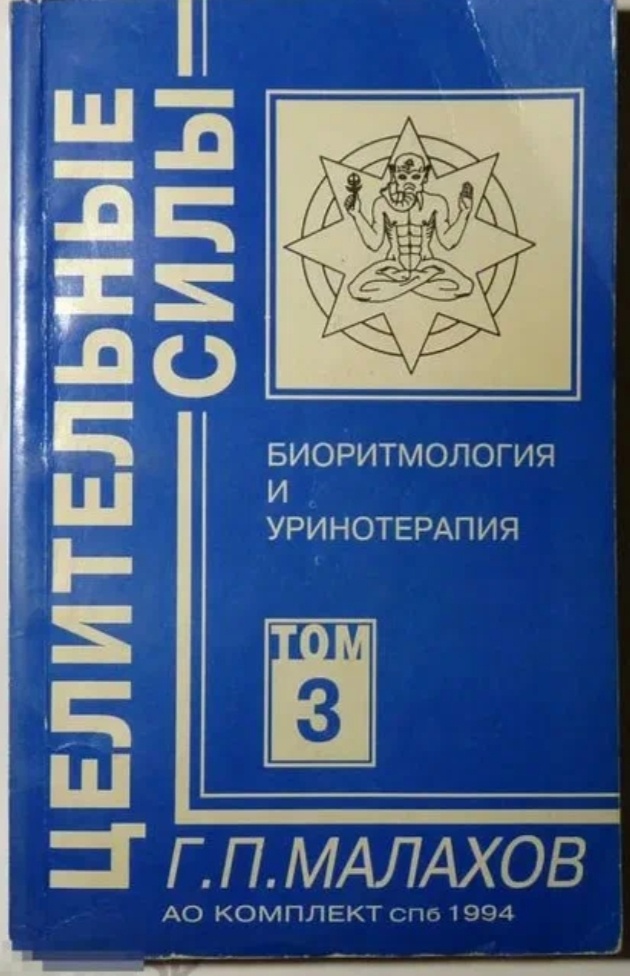 ЦЕЛИТЕЛЬНЫЕ
СИЛЫ
БИОРИТМОЛОГИЯ
И
УРИНОТЕРАПИЯ
ТОМ
3
Г.П.МАЛАХОВ
АО КОМПЛЕКТ СПб 1994